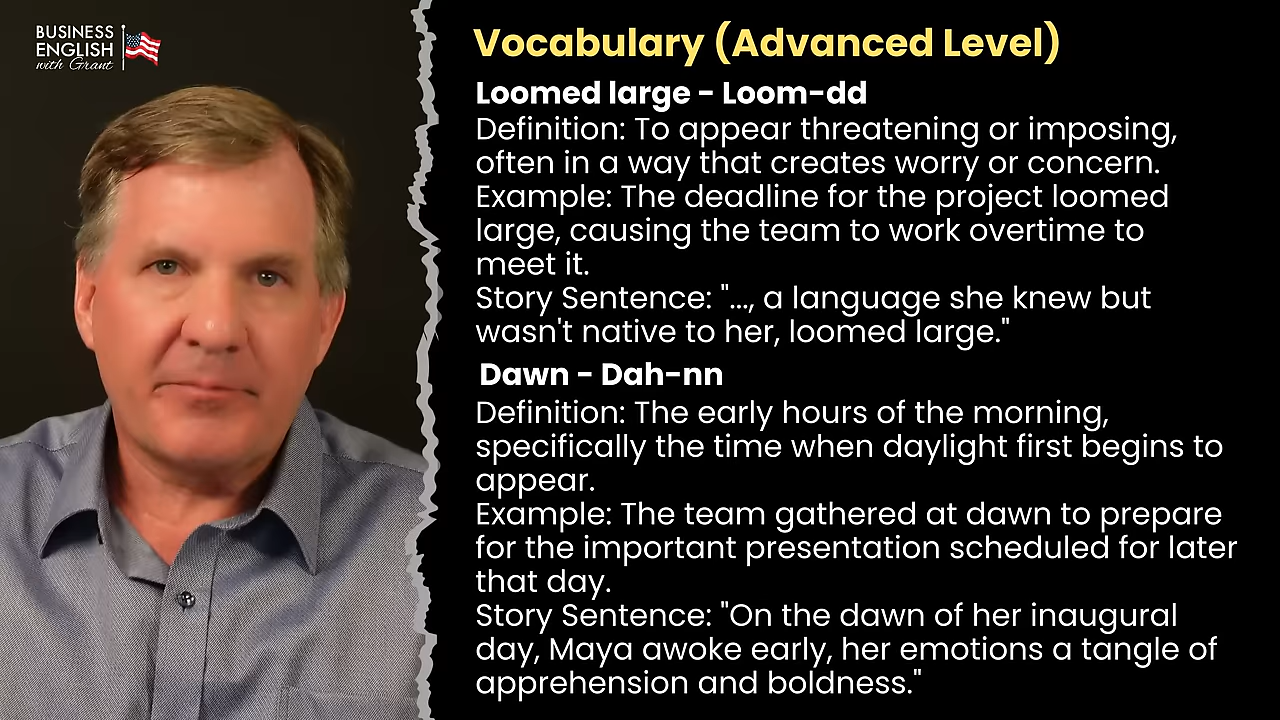 BUSINESS
ENGLISH
with Grant
Vocabulary (Advanced Level)
Loomed large - Loom-dd
Definition: To appear threatening or imposing,
often in a way that creates worry or concern.
Example: The deadline for the project loomed
large, causing the team to work overtime to
meet it.
Story Sentence: "..., a language she knew but
wasn't native to her, loomed large."
Dawn - Dah-nn
Definition: The early hours of the morning,
specifically the time when daylight first begins to
appear.
Example: The team gathered at dawn to prepare
for the important presentation scheduled for later
that day.
Story Sentence: "On the dawn of her inaugural
day, Maya awoke early, her emotions a tangle of
apprehension and boldness."